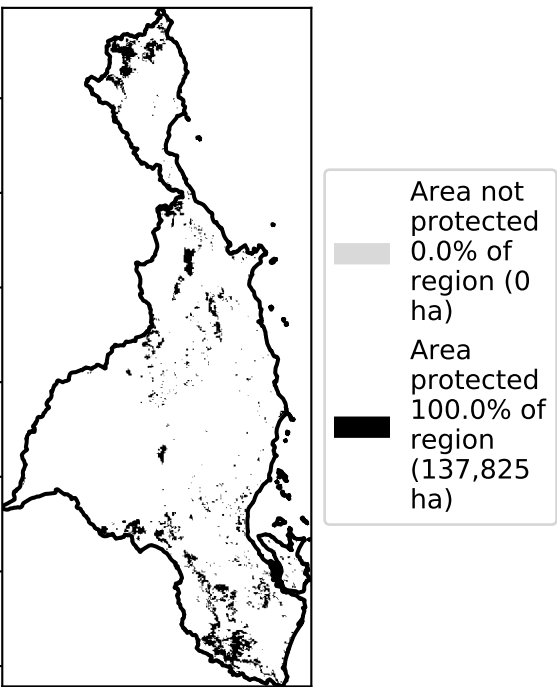 Area not
protected
0.0% of
region (0
ha)
Area
protected
100.0% of
region
(137,825
ha)